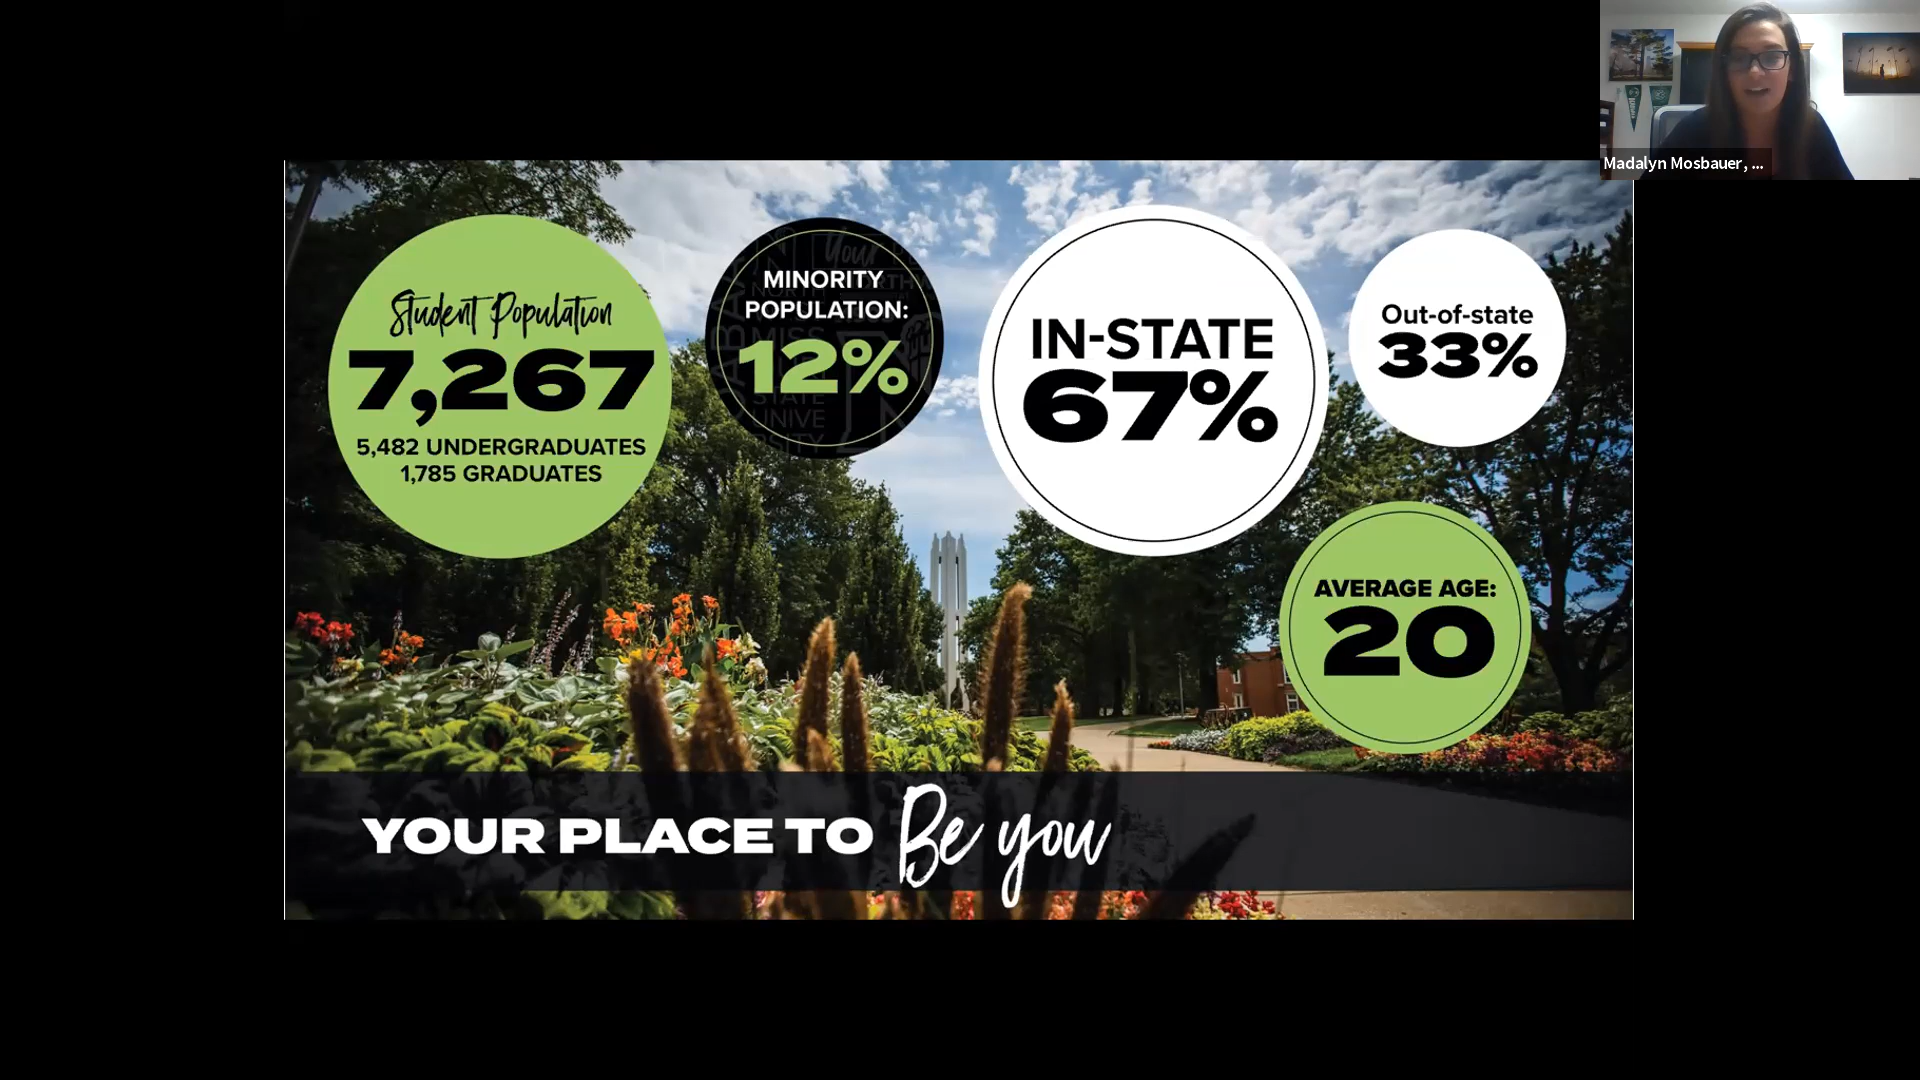 Madalyn Mosbauer, ...
Student Population
7,267
5,482 UNDERGRADUATES
1,785 GRADUATES
MINORITY
POPULATION:
12%
IN-STATE
67%
Out-of-state
33%
AVERAGE AGE:
20
YOUR PLACE TO Be you